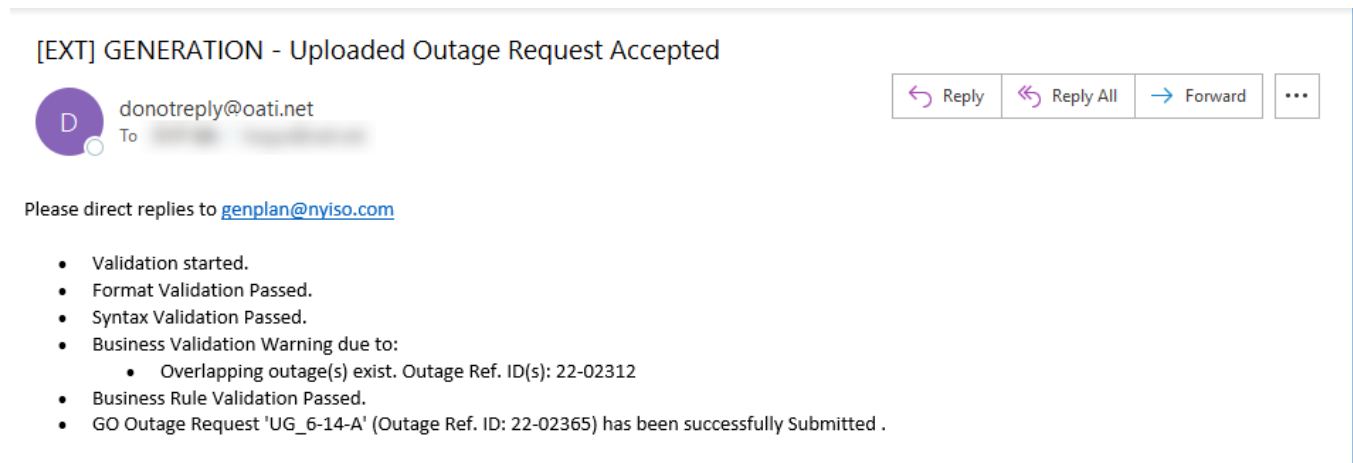 [EXT] GENERATION - Uploaded Outage Request Accepted
D
donotreply@oati.net
To
Reply
Reply All
Forward
Please direct replies to genplan@nyiso.com
• Validation started.
• Format Validation Passed.
• Syntax Validation Passed.
• Business Validation Warning due to:
• Overlapping outage(s) exist. Outage Ref. ID(s): 22-02312
• Business Rule Validation Passed.
• GO Outage Request 'UG_6-14-A' (Outage Ref. ID: 22-02365) has been successfully Submitted .